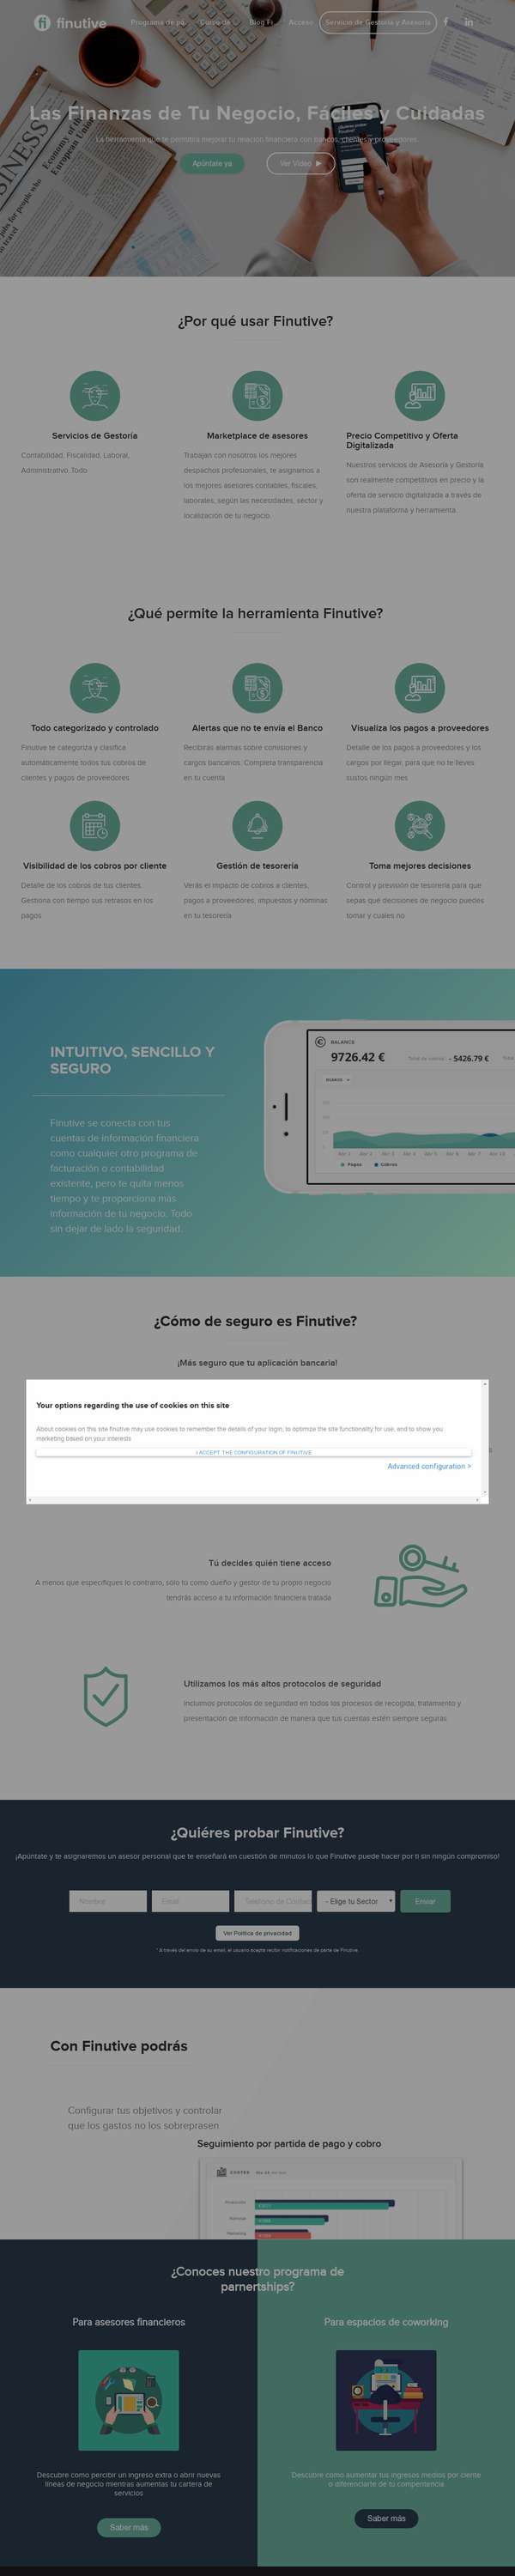 finutive
Acceso
Servicio de Gestoría y Asesoría
Las Finanzas de Tu Negocio, Fáciles y Cuidadas
La herramienta que te permitirá mejorar tu relación financiera con bancos, clientes y proveedores.
Apúntate ya
Ver Video
¿Por qué usar Finutive?
Servicios de Gestoría
Contabilidad, Fiscalidad, Laboral,
Administrativo. Todo.
Marketplace de asesores
Trabajan con nosotros los mejores
despachos profesionales, te asignamos a
los mejores asesores contables, fiscales,
laborales, según las necesidades, sector y
localización de tu negocio.
Precio Competitivo y Oferta
Digitalizada
Nuestros servicios de Asesoría y Gestoría
son realmente competitivos en precio y la
oferta de servicio digitalizada a través de
nuestra plataforma y herramienta.
¿Qué permite la herramienta Finutive?
Todo categorizado y controlado
Finutive te categoriza y clasifica
automáticamente todos tus cobros de
clientes y pagos de proveedores
Alertas que no te envía el Banco
Recibirás alarmas sobre comisiones y
cargos bancarios. Completa transparencia
en tu cuenta
Visualiza los pagos a proveedores
Detalle de los pagos a proveedores y los
cargos por llegar, para que no te lleves
sustos ningún mes
Visibilidad de los cobros por cliente
Detalle de los cobros de tus clientes.
Gestiona con tiempo sus retrasos en los
pagos
Gestión de tesorería
Verás el impacto de cobros a clientes,
pagos a proveedores, impuestos y nóminas
en tu tesorería
Toma mejores decisiones
Control y previsión de tesorería para que
sepas qué decisiones de negocio puedes
tomar y cuáles no
INTUITIVO, SENCILLO Y
SEGURO
Finutive se conecta con tus
cuentas de información financiera
como cualquier otro programa de
facturación o contabilidad
existente, pero te quita menos
tiempo y te proporciona más
información de tu negocio. Todo
sin dejar de lado la seguridad.
BALANCE
9726.42 €
- 5426.79 €
Pagos
Cobros
¿Cómo de seguro es Finutive?
¡Más seguro que tu aplicación bancaria!
Your options regarding the use of cookies on this site
About cookies on this site finutive may use cookies to remember the details of your login, to optimize the site functionality for use, and to show you
marketing based on your interests
I ACCEPT THE CONFIGURATION OF FINUTIVE
Advanced configuration >
Tú decides quién tiene acceso
A menos que especifiques lo contrario, sólo tú como dueño y gestor de tu propio negocio
tendrás acceso a tu información financiera tratada
Utilizamos los más altos protocolos de seguridad
Incluimos protocolos de seguridad en todos los procesos de recogida, tratamiento y
presentación de información de manera que tus cuentas estén siempre seguras
¿Quiéres probar Finutive?
¡Apúntate y te asignaremos un asesor personal que te enseñará en cuestión de minutos lo que Finutive puede hacer por ti sin ningún compromiso!
Nombre
Email
Teléfono de Contac
- Elige tu Sector
Enviar
Ver Política de privacidad
* A través del envío de su email, el usuario acepta recibir notificaciones de parte de Finutive.
Con Finutive podrás
Configurar tus objetivos y controlar
que los gastos no los sobreprasen
Seguimiento por partida de pago y cobro
¿Conoces nuestro programa de
parnertships?
Para asesores financieros
Descubre como percibir un ingreso extra o abrir nuevas
líneas de negocio mientras aumentas tu cartera de
servicios
Saber más
Para espacios de coworking
Descubre cómo aumentar tus ingresos medios por cliente
o diferenciarte de tu compentencia
Saber más